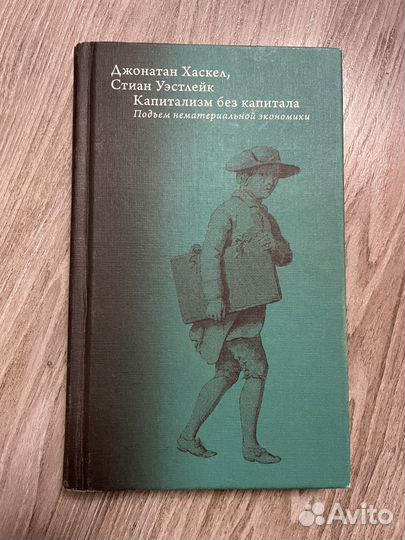 Джонатан Хаскел,
Стиан Уэстлейк
Капитализм без капитала
Подъем нематериальной экономики
Avito